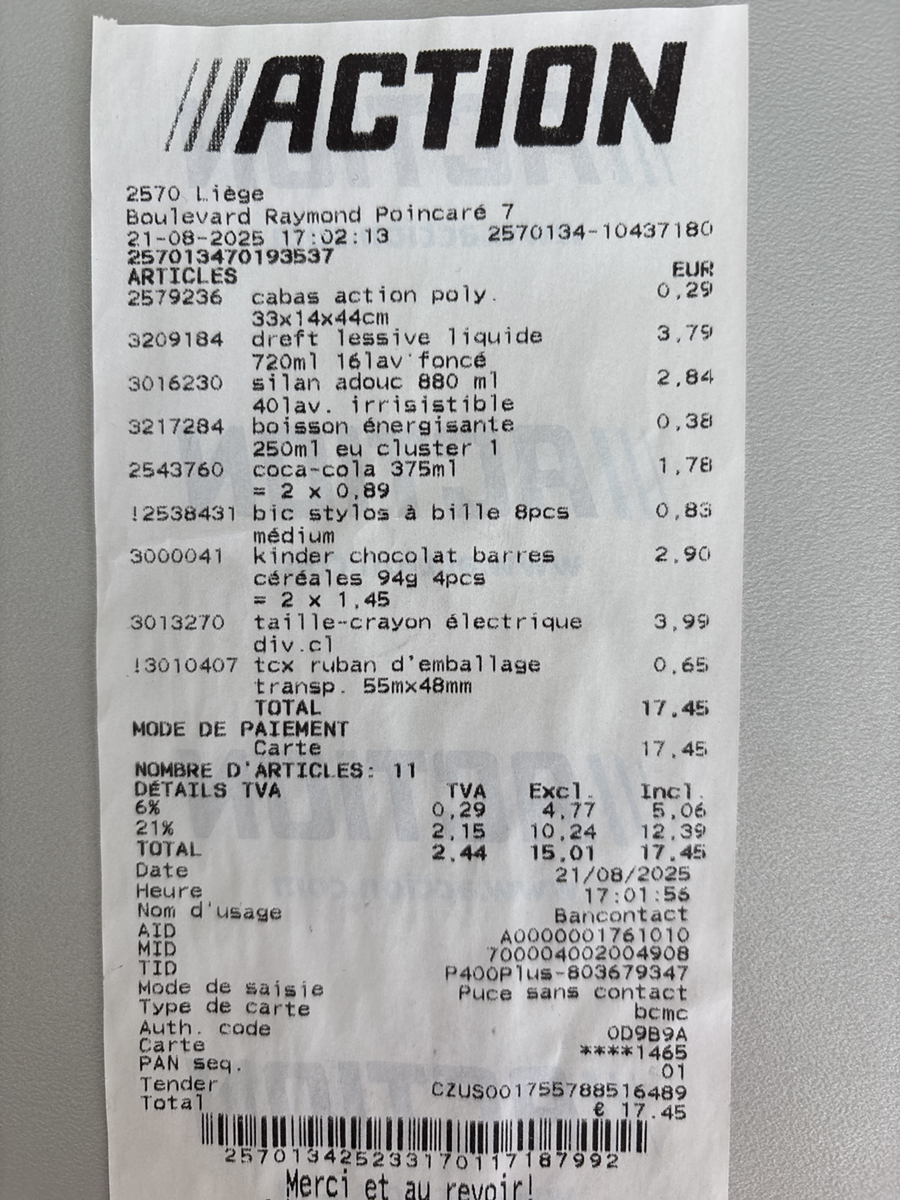 ///ACTION
2570 Liège
Boulevard Raymond Poincaré 7
21-08-2025 17:02:13 2570134-10437180
257013470193537
ARTICLES EUR
2579236 cabas action poly. 0,29
33x14x44cm
3209184 dreft lessive liquide 3,79
720ml 16lav foncé
3016230 silan adouc 880 ml 2,84
40lav. irrisistible
3217284 boisson énergisante 0,38
250ml eu cluster 1
2543760 coca-cola 375ml 1,78
= 2 x 0,89
!2538431 bic stylos à bille 8pcs 0,83
médium
3000041 kinder chocolat barres 2,90
céréales 94g 4pcs
= 2 x 1,45
3013270 taille-crayon électrique 3,99
div.cl
!3010407 tcx ruban d'emballage 0,65
transp. 55mx48mm
TOTAL 17,45
MODE DE PAIEMENT
Carte 17,45
NOMBRE D'ARTICLES: 11
DÉTAILS TVA TVA Excl. Incl.
6% 0,29 4,77 5,06
21% 2,15 10,24 12,39
TOTAL 2,44 15,01 17,45
Date 21/08/2025
Heure 17:01:56
Nom d'usage Bancontact
AID A0000001761010
MID 700004002004908
TID P400Plus-803679347
Mode de saisie Puce sans contact
Type de carte bcmc
Auth. code 0D9B9A
Carte ****1465
PAN seq. 01
Tender CZUS001755788516489
Total € 17.45
2570134252331701171879​92
Merci et au revoir!